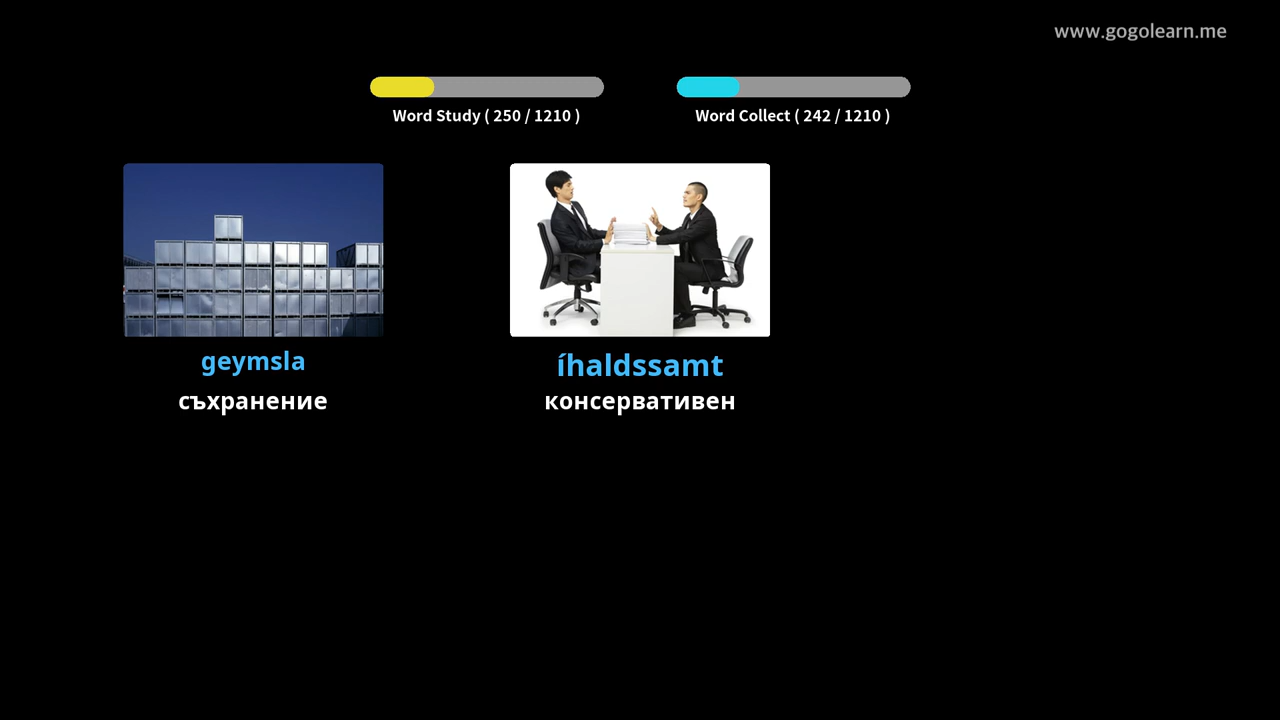 www.gogolearn.me
Word Study ( 250 / 1210 )
Word Collect ( 242 / 1210 )
geymsla
съхранение
íhaldssamt
консервативен